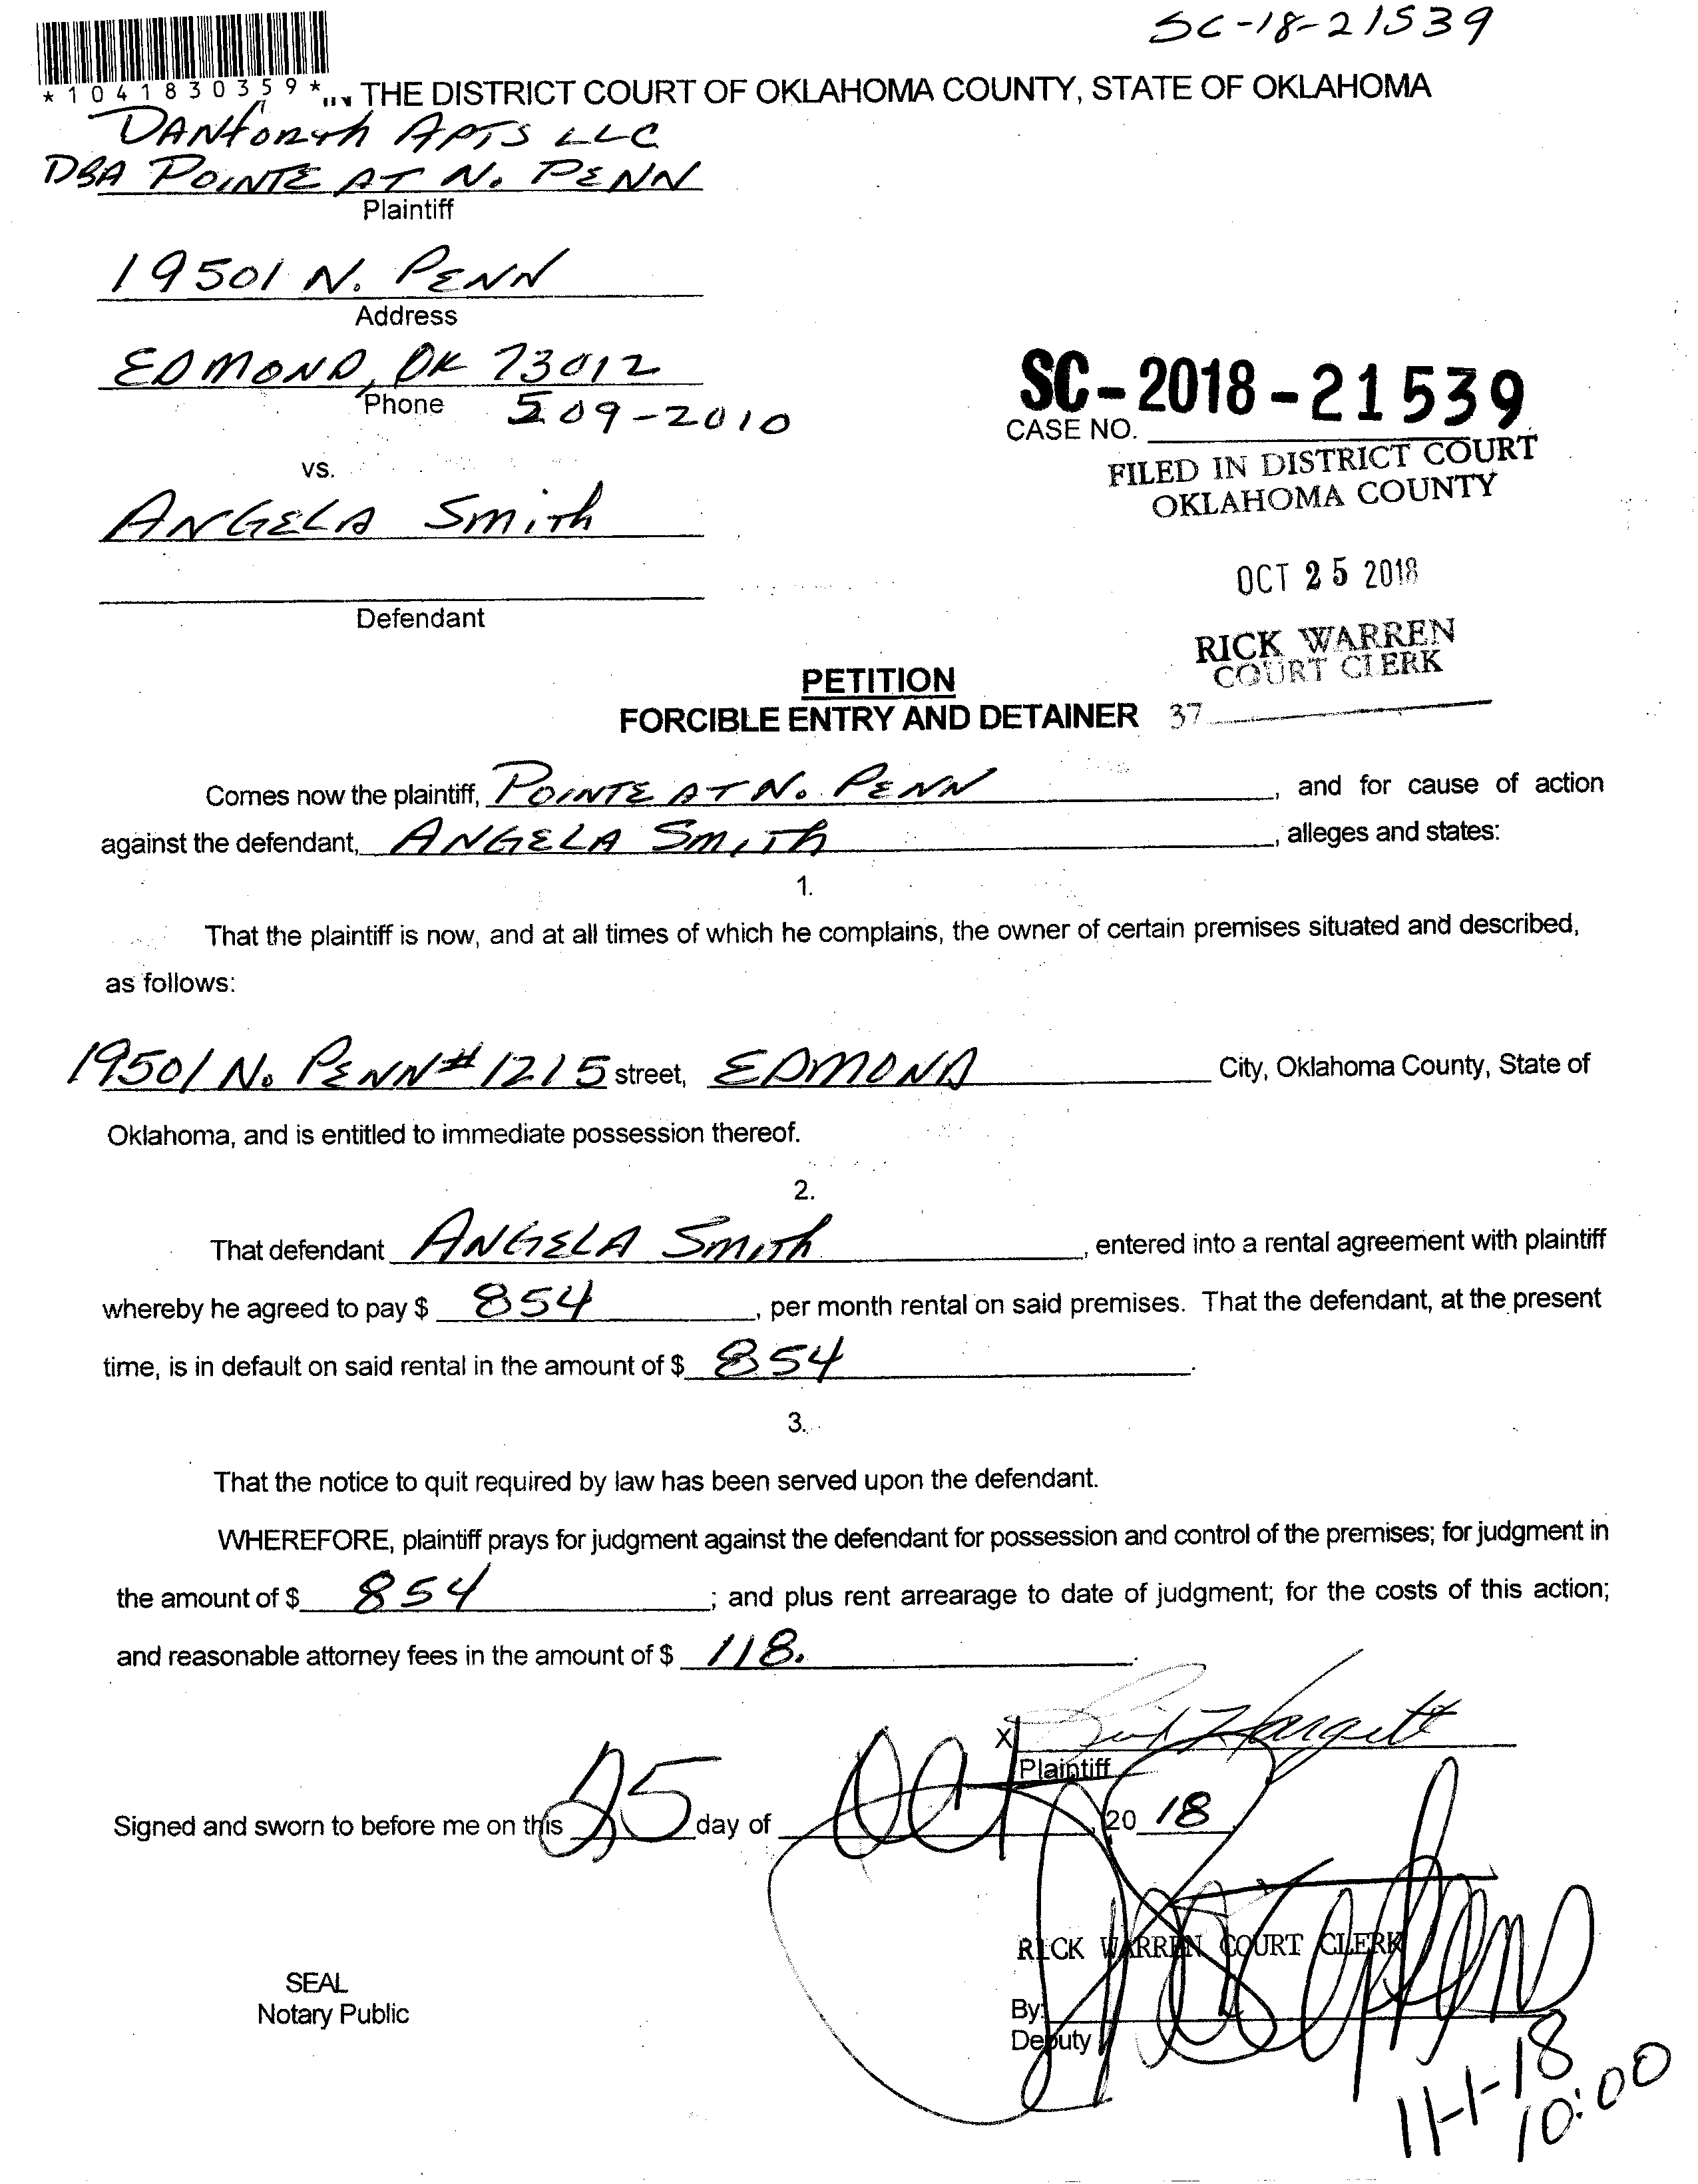 SC-18-21539
*1041830359*
IN THE DISTRICT COURT OF OKLAHOMA COUNTY, STATE OF OKLAHOMA
DANForth APTS LLC
DBA POINTE AT N. PENN
Plaintiff
19501 N. PENN
Address
EDMOND, OK 73012
Phone 509-2010
vs.
SC-2018-21539
CASE NO.
FILED IN DISTRICT COURT
OKLAHOMA COUNTY
ANGELA Smith
OCT 25 2018
Defendant
RICK WARREN
COURT CLERK
PETITION
FORCIBLE ENTRY AND DETAINER 37
Comes now the plaintiff, POINTE AT N. PENN, and for cause of action
against the defendant, ANGELA Smith, alleges and states:
1.
That the plaintiff is now, and at all times of which he complains, the owner of certain premises situated and described,
as follows:
19501 N. PENN # 1215 street, EDMOND City, Oklahoma County, State of
Oklahoma, and is entitled to immediate possession thereof.
2.
That defendant ANGELA Smith, entered into a rental agreement with plaintiff
whereby he agreed to pay $ 854, per month rental on said premises. That the defendant, at the present
time, is in default on said rental in the amount of $ 854.
3.
That the notice to quit required by law has been served upon the defendant.
WHEREFORE, plaintiff prays for judgment against the defendant for possession and control of the premises; for judgment in
the amount of $ 854; and plus rent arrearage to date of judgment; for the costs of this action;
and reasonable attorney fees in the amount of $ 118.
X Hargett
Plaintiff
Signed and sworn to before me on this 25 day of Oct, 20 18
RICK WARREN COURT CLERK
SEAL
Notary Public
By:
Deputy
11-1-18
10:00